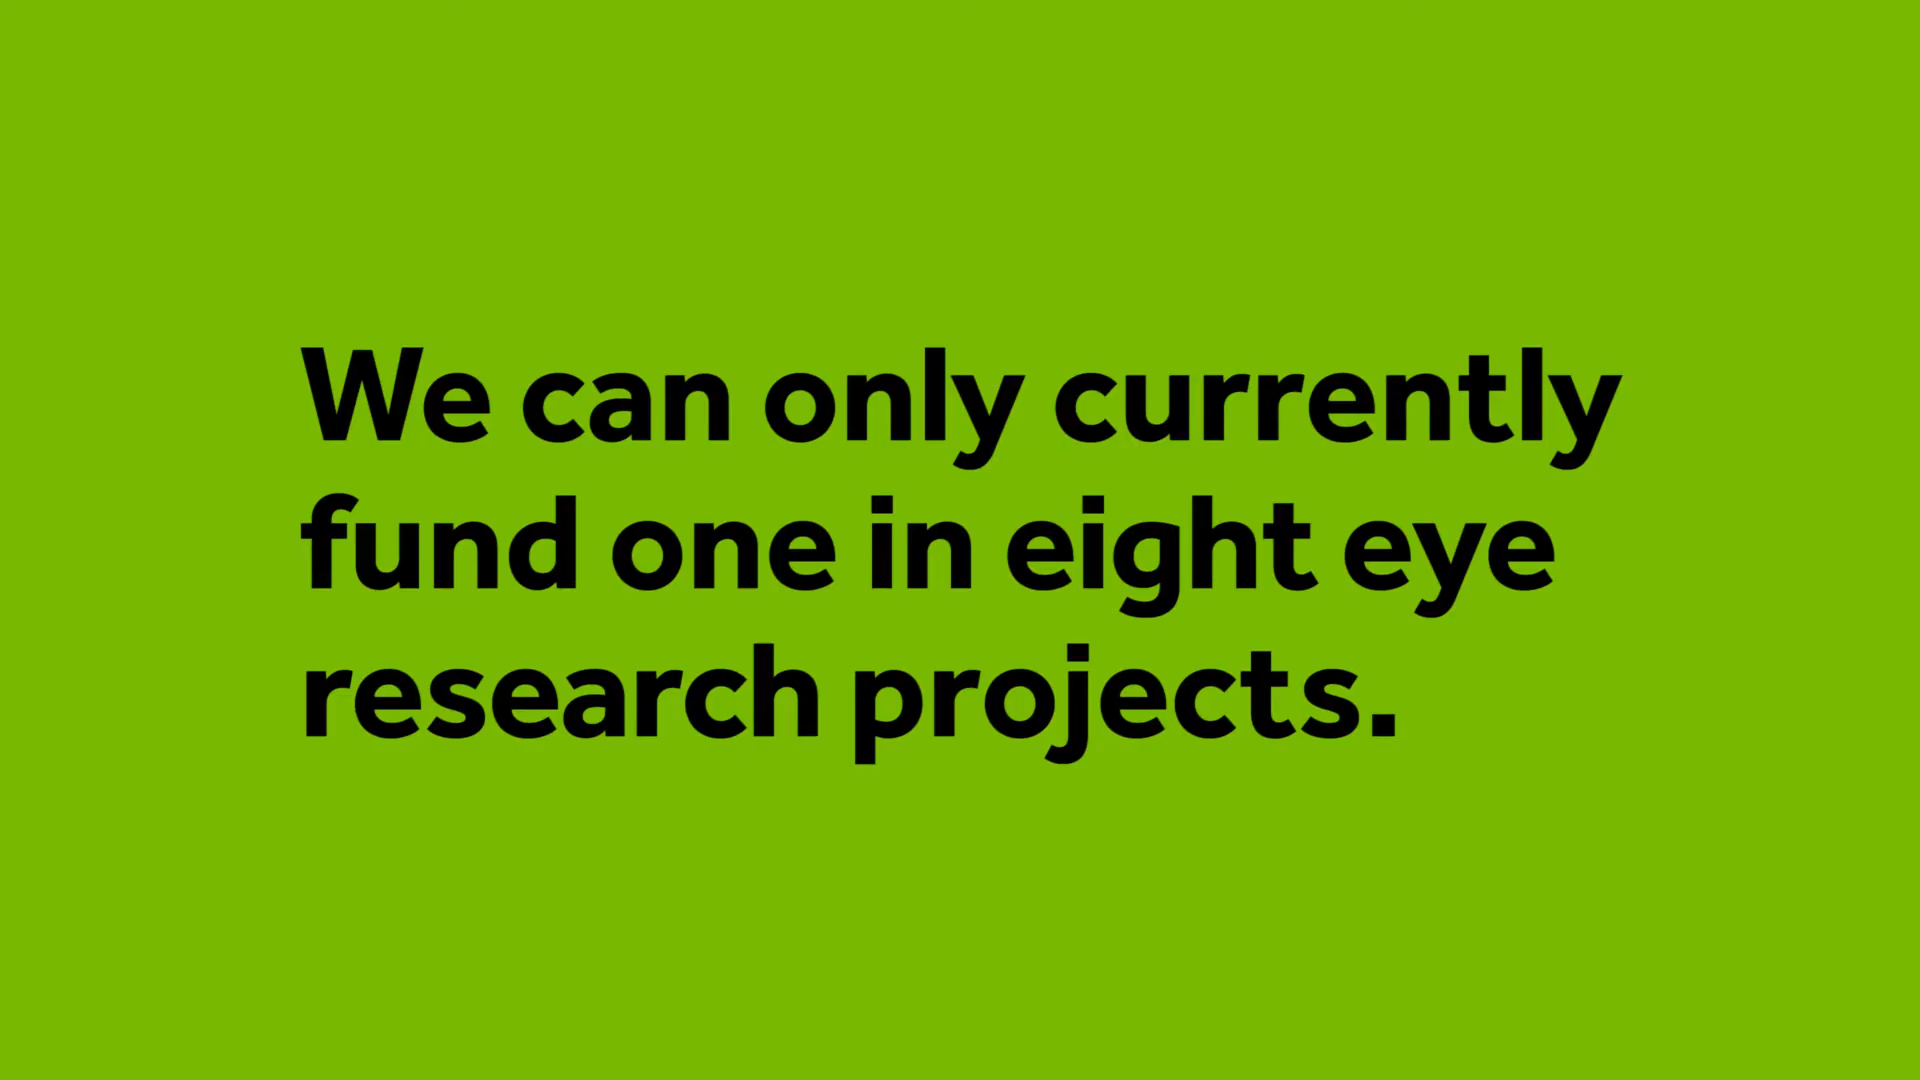 We can only currently
fund one in eight eye
research projects.